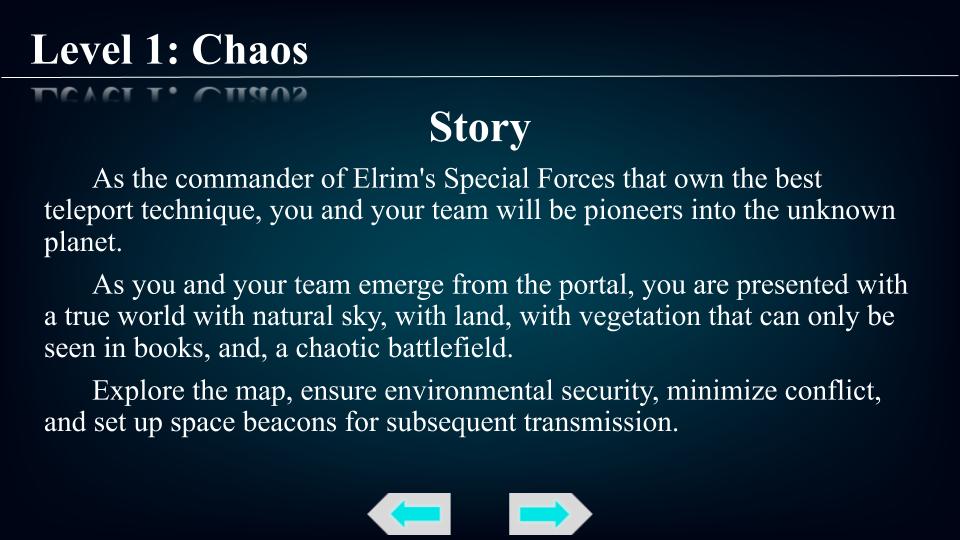 Level 1: Chaos
Story
As the commander of Elrim's Special Forces that own the best
teleport technique, you and your team will be pioneers into the unknown
planet.
As you and your team emerge from the portal, you are presented with
a true world with natural sky, with land, with vegetation that can only be
seen in books, and, a chaotic battlefield.
Explore the map, ensure environmental security, minimize conflict,
and set up space beacons for subsequent transmission.